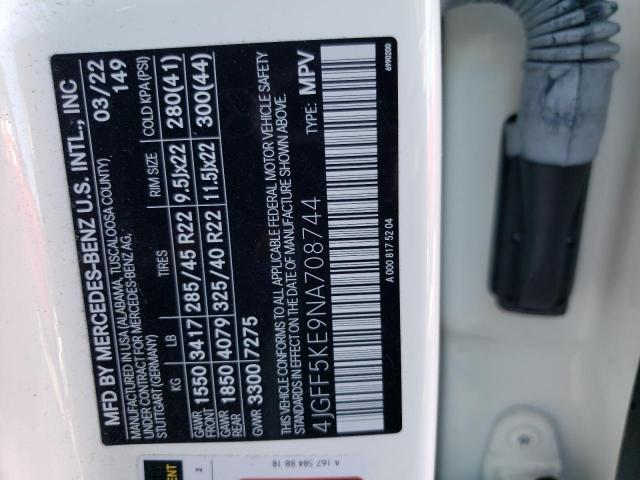 MFD BY MERCEDES-BENZ U.S. INTL., INC
IN USA (ALABAMA, TUSCALOOSA COUNTY) 03/22
UNDER CONTRACT FOR MERCEDES-BENZ AG, 149
STUTTGART (GERMANY)
KG LB TIRES RIM SIZE COLD KPA (PSI)
GAWR FRONT 1550 3417 285/45 R22 9.5Jx22 280(41)
GAWR REAR 1850 4079 325/40 R22 11.5Jx22 300(44)
GVWR 3300 7275
THIS VEHICLE CONFORMS TO ALL APPLICABLE FEDERAL MOTOR VEHICLE SAFETY
STANDARDS IN EFFECT ON THE DATE OF MANUFACTURE SHOWN ABOVE.
4JGFF5KE9NA708744 TYPE: MPV
A 000 817 52 04 6990200
A 167 584 88 18
2